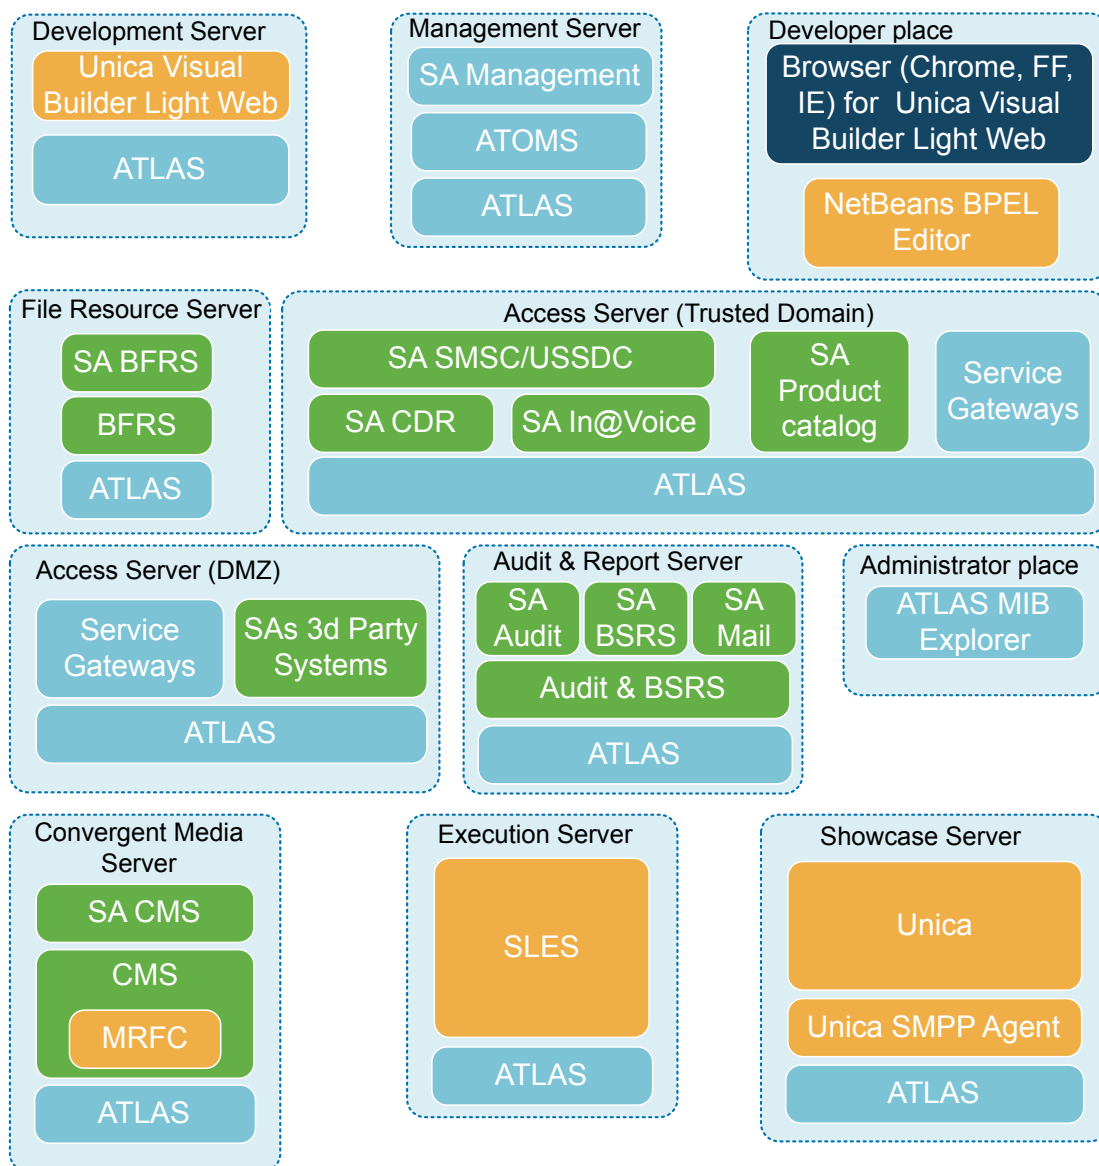 Development Server
Unica Visual
Builder Light Web
ATLAS
Management Server
SA Management
ATOMS
ATLAS
Developer place
Browser (Chrome, FF,
IE) for Unica Visual
Builder Light Web
NetBeans BPEL
Editor
File Resource Server
SA BFRS
BFRS
ATLAS
Access Server (Trusted Domain)
SA SMSC/USSDC
SA CDR
SA In@Voice
SA
Product
catalog
Service
Gateways
ATLAS
Access Server (DMZ)
Service
Gateways
SAs 3d Party
Systems
ATLAS
Audit & Report Server
SA
Audit
SA
BSRS
SA
Mail
Audit & BSRS
ATLAS
Administrator place
ATLAS MIB
Explorer
Convergent Media
Server
SA CMS
CMS
MRFC
ATLAS
Execution Server
SLES
ATLAS
Showcase Server
Unica
Unica SMPP Agent
ATLAS